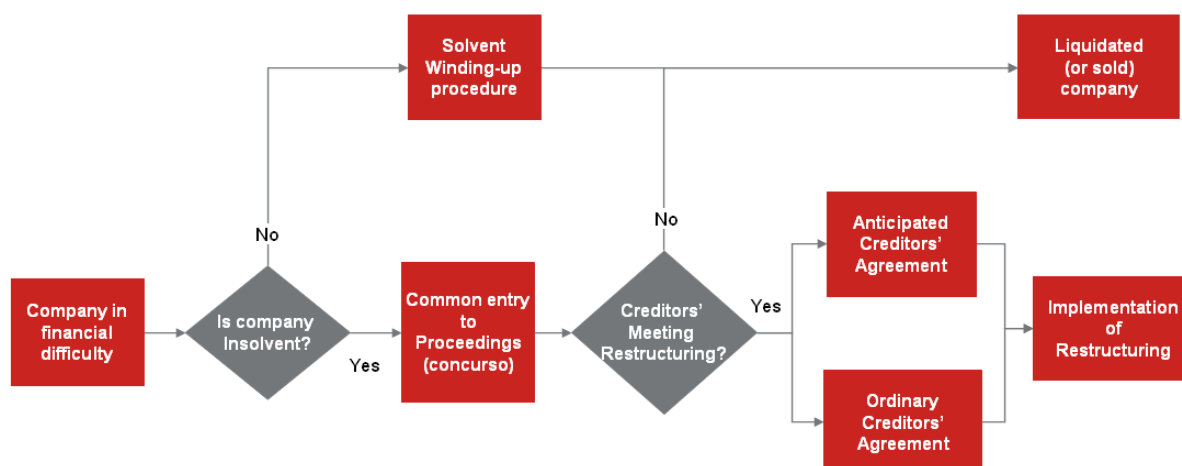 Solvent
Winding-up
procedure
Liquidated
(or sold)
company
No
No
Company in
financial
difficulty
Is company
Insolvent?
Yes
Common entry
to
Proceedings
(concurso)
Creditors’
Meeting
Restructuring?
Yes
Anticipated
Creditors’
Agreement
Ordinary
Creditors’
Agreement
Implementation
of
Restructuring